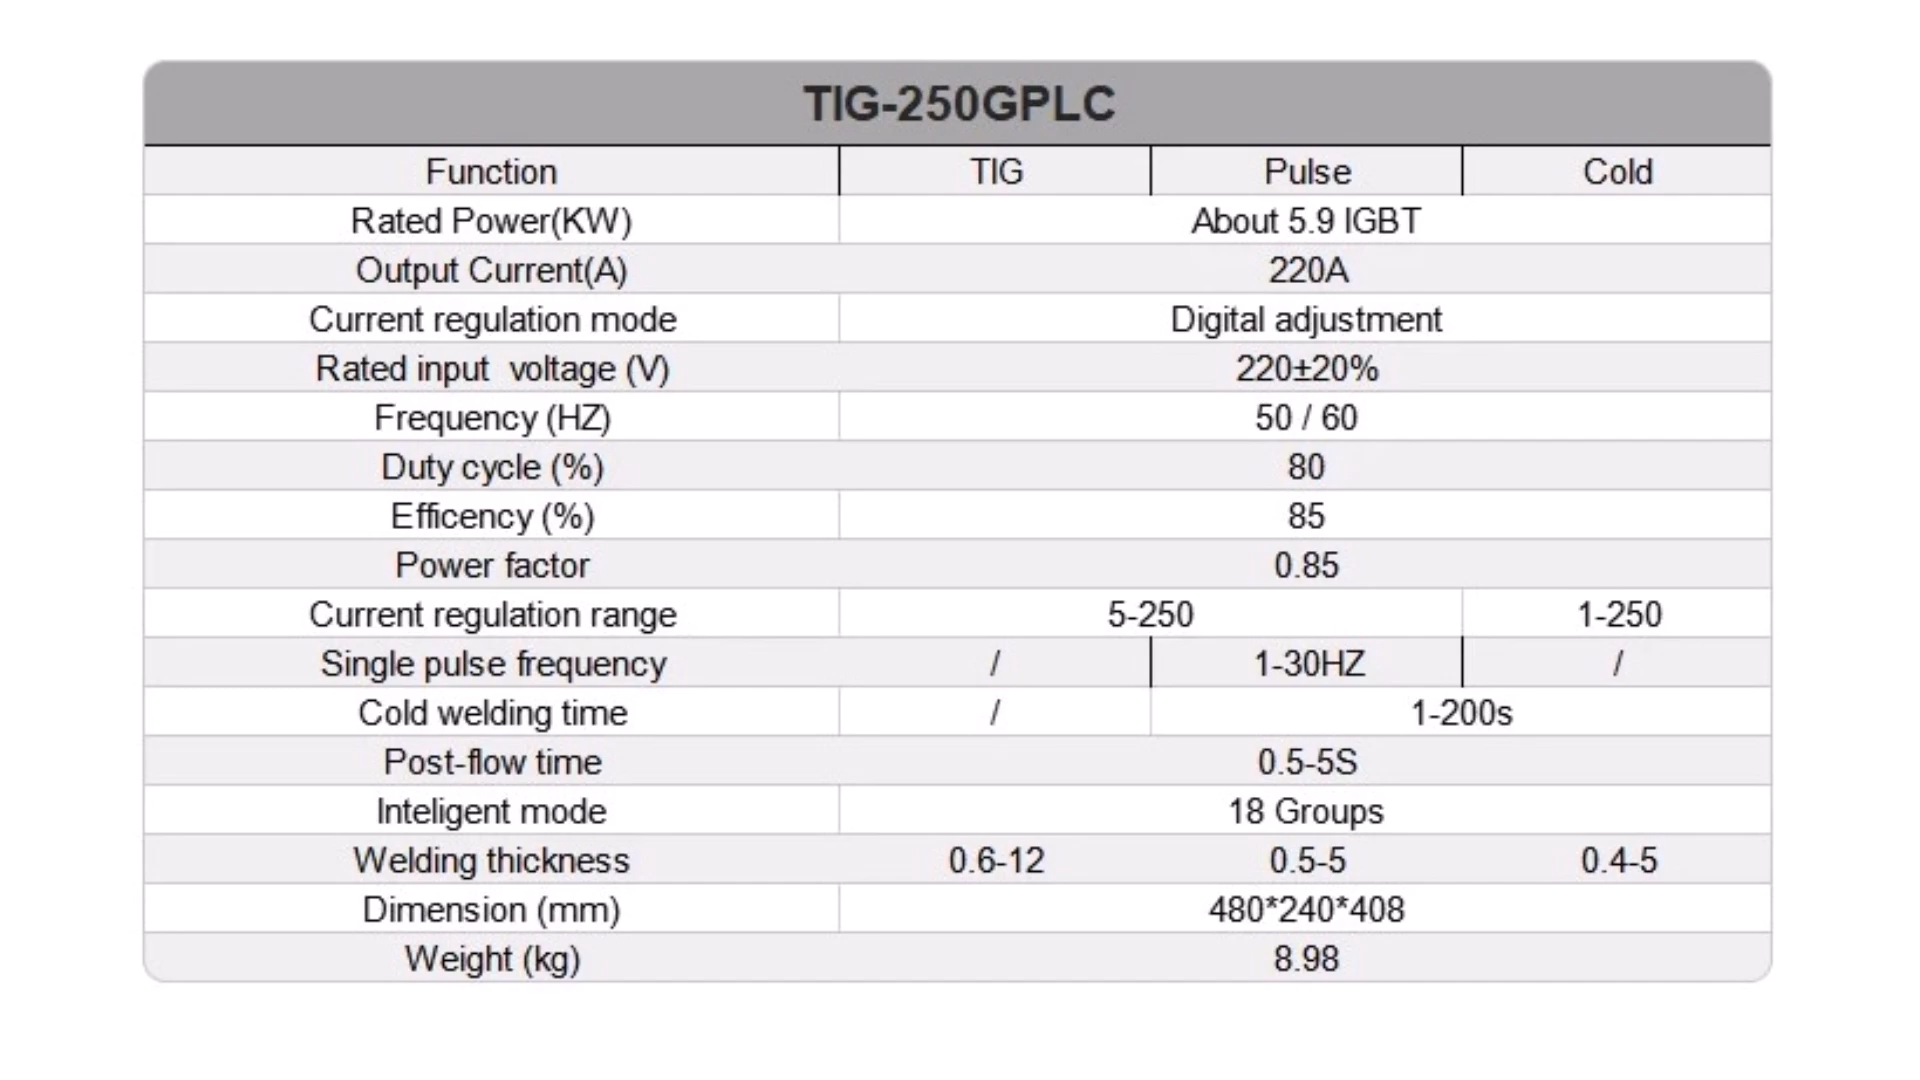 TIG-250GPLC
Function TIG Pulse Cold
Rated Power(KW) About 5.9 IGBT
Output Current(A) 220A
Current regulation mode Digital adjustment
Rated input  voltage (V) 220±20%
Frequency (HZ) 50 / 60
Duty cycle (%) 80
Efficency (%) 85
Power factor 0.85
Current regulation range 5-250 1-250
Single pulse frequency / 1-30HZ /
Cold welding time / 1-200s
Post-flow time 0.5-5S
Inteligent mode 18 Groups
Welding thickness 0.6-12 0.5-5 0.4-5
Dimension (mm) 480*240*408
Weight (kg) 8.98